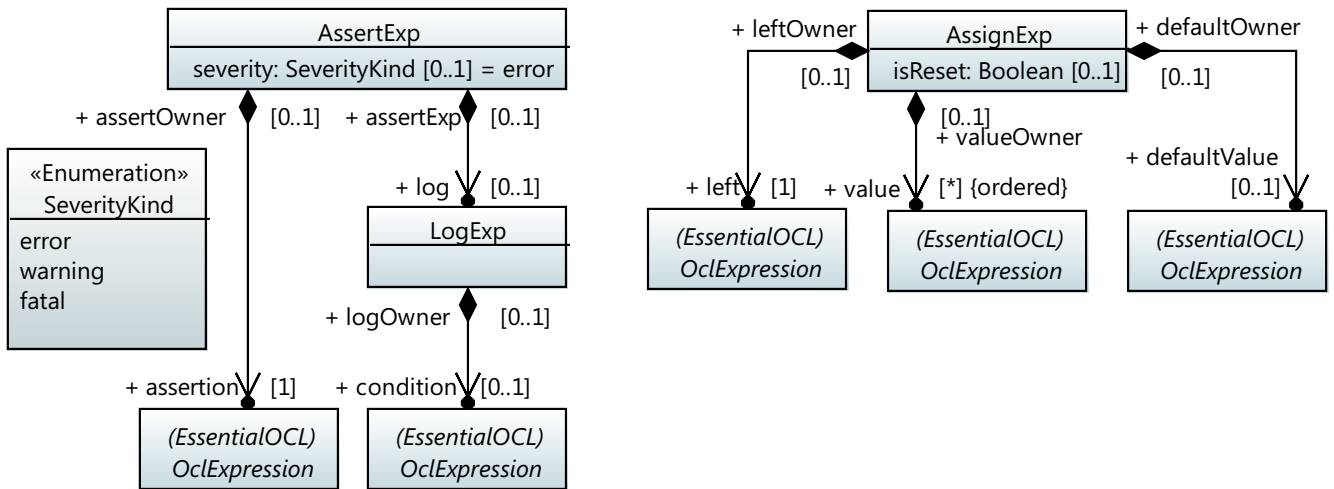 AssertExp
severity: SeverityKind [0..1] = error
+ assertOwner
[0..1]
+ assertExp
[0..1]
«Enumeration»
SeverityKind
error
warning
fatal
+ log
[0..1]
LogExp
+ logOwner
[0..1]
+ assertion
[1]
+ condition
[0..1]
(EssentialOCL)
OclExpression
(EssentialOCL)
OclExpression
+ leftOwner
[0..1]
AssignExp
isReset: Boolean [0..1]
+ defaultOwner
[0..1]
[0..1]
+ valueOwner
+ left
[1]
+ value
[*] {ordered}
+ defaultValue
[0..1]
(EssentialOCL)
OclExpression
(EssentialOCL)
OclExpression
(EssentialOCL)
OclExpression